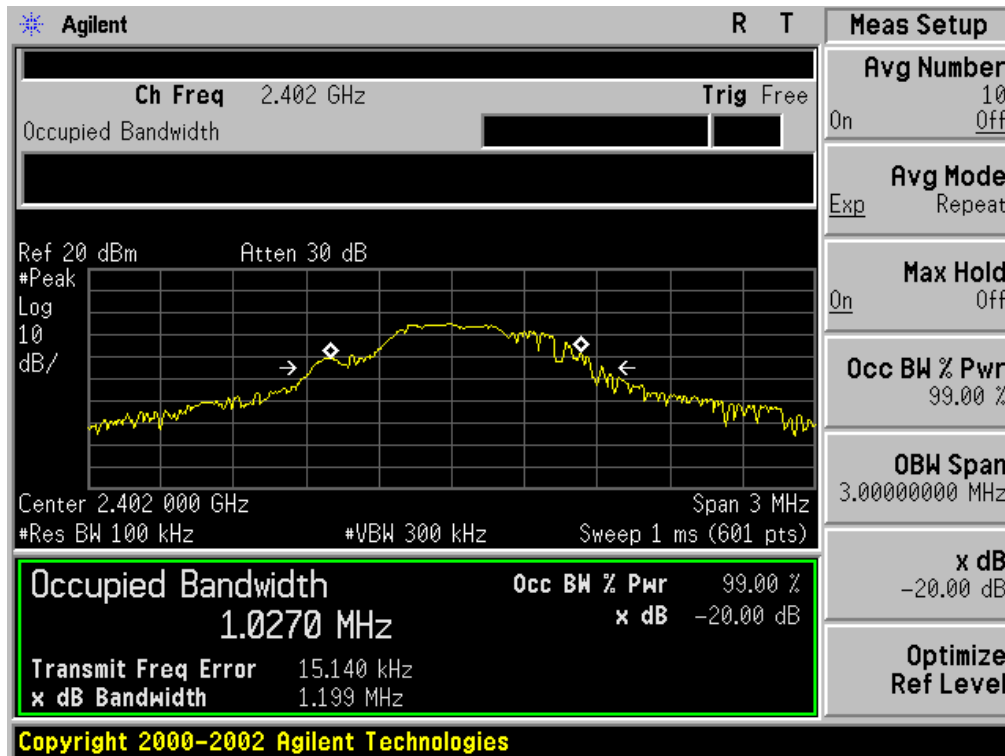 Agilent R T
Ch Freq 2.402 GHz Trig Free
Occupied Bandwidth
Ref 20 dBm Atten 30 dB
#Peak
Log
10
dB/
Center 2.402 000 GHz Span 3 MHz
#Res BW 100 kHz #VBW 300 kHz Sweep 1 ms (601 pts)
Occupied Bandwidth
1.0270 MHz
Occ BW % Pwr 99.00 %
x dB -20.00 dB
Transmit Freq Error 15.140 kHz
x dB Bandwidth 1.199 MHz
Copyright 2000-2002 Agilent Technologies
Meas Setup
Avg Number
10
On Off
Avg Mode
Exp Repeat
Max Hold
On Off
Occ BW % Pwr
99.00 %
OBW Span
3.00000000 MHz
x dB
-20.00 dB
Optimize
Ref Level